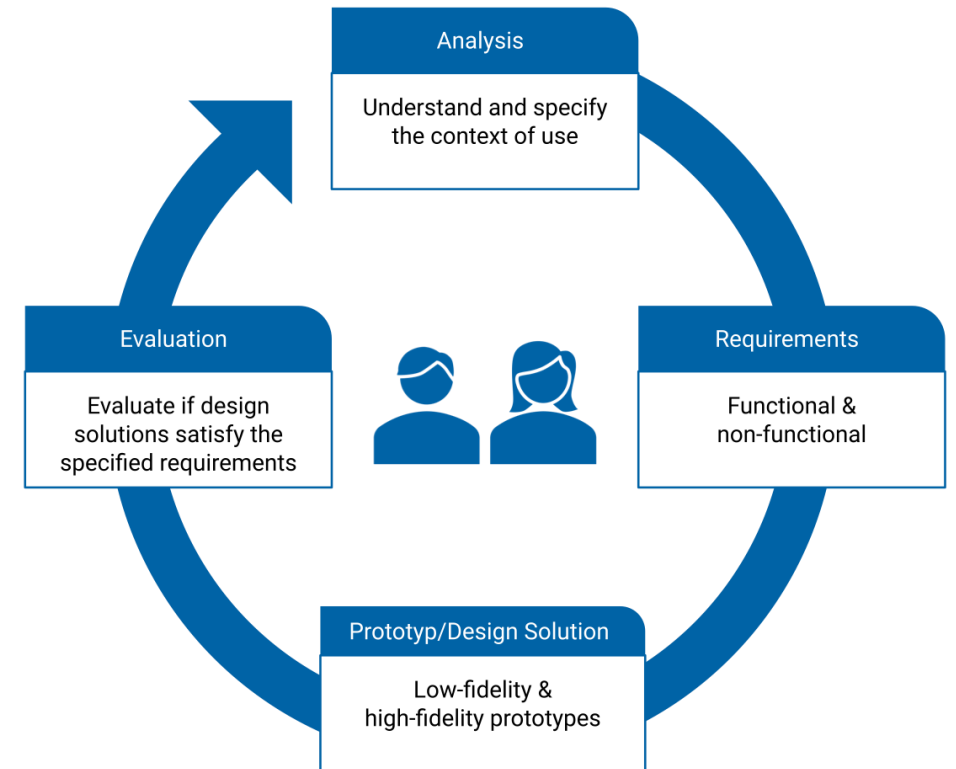 Analysis
Understand and specify
the context of use
Evaluation
Evaluate if design
solutions satisfy the
specified requirements
Requirements
Functional &
non-functional
Prototyp/Design Solution
Low-fidelity &
high-fidelity prototypes